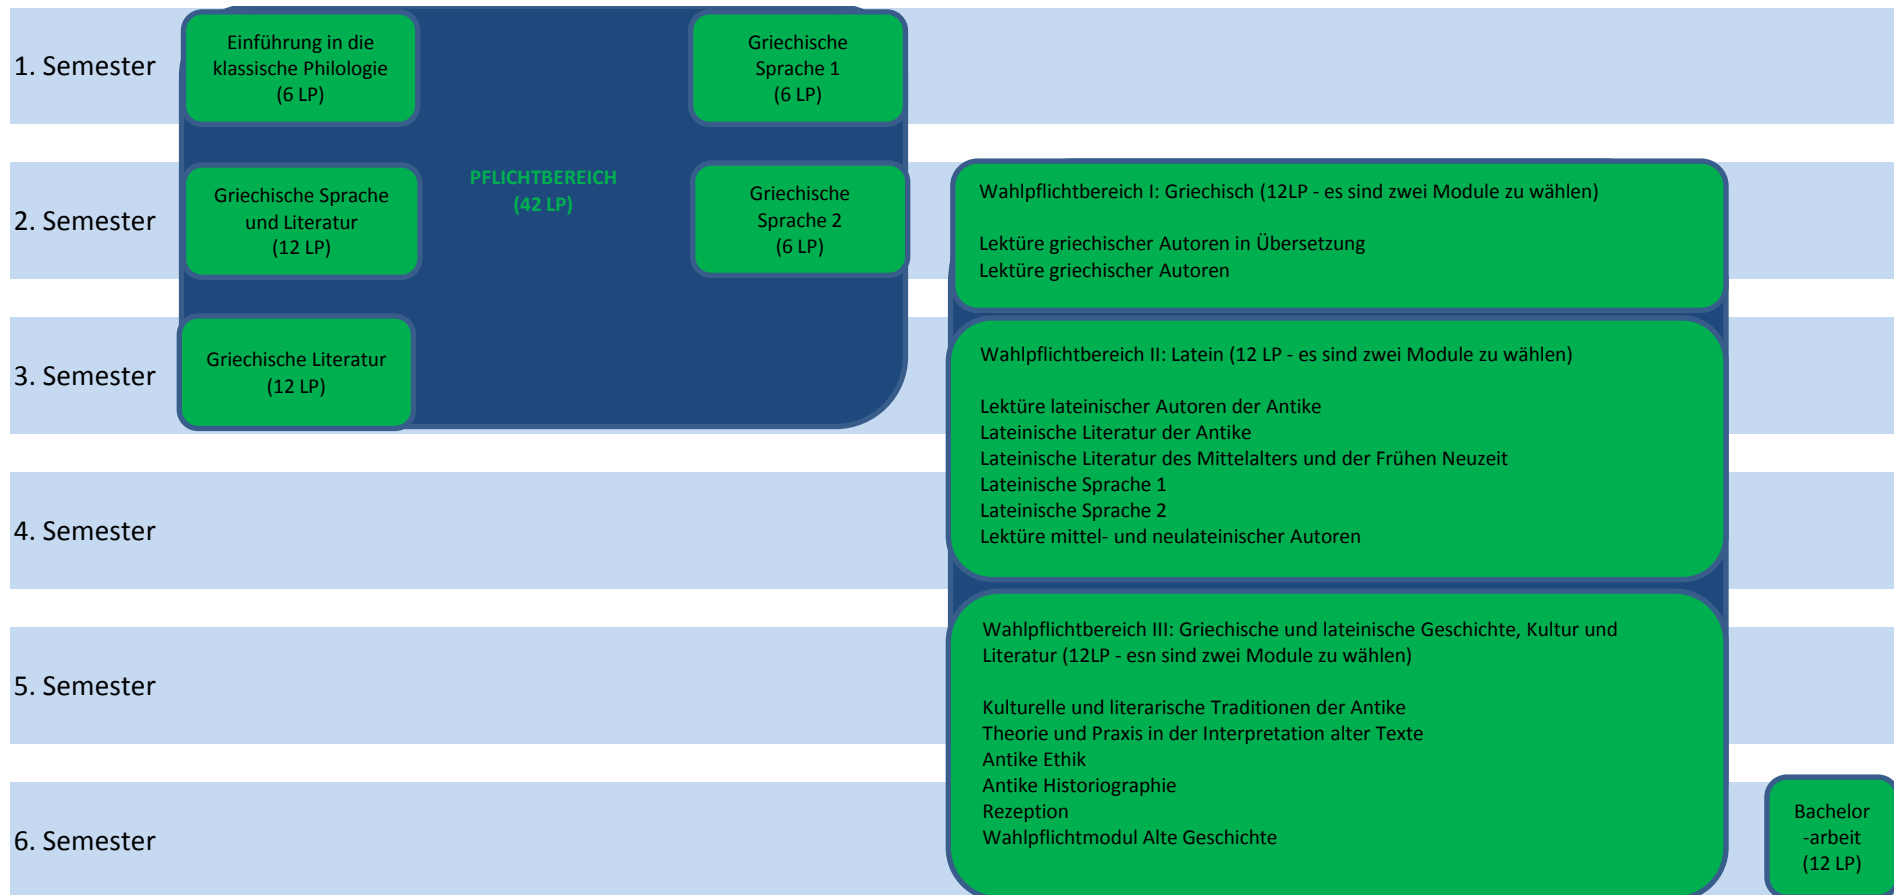 1. Semester
Einführung in die
klassische Philologie
(6 LP)
Griechische
Sprache 1
(6 LP)
PFLICHTBEREICH
(42 LP)
2. Semester
Griechische Sprache
und Literatur
(12 LP)
Griechische
Sprache 2
(6 LP)
Wahlpflichtbereich I: Griechisch (12LP - es sind zwei Module zu wählen)
Lektüre griechischer Autoren in Übersetzung
Lektüre griechischer Autoren
3. Semester
Griechische Literatur
(12 LP)
Wahlpflichtbereich II: Latein (12 LP - es sind zwei Module zu wählen)
Lektüre lateinischer Autoren der Antike
Lateinische Literatur der Antike
Lateinische Literatur des Mittelalters und der Frühen Neuzeit
Lateinische Sprache 1
Lateinische Sprache 2
Lektüre mittel- und neulateinischer Autoren
4. Semester
5. Semester
Wahlpflichtbereich III: Griechische und lateinische Geschichte, Kultur und
Literatur (12LP - esn sind zwei Module zu wählen)
Kulturelle und literarische Traditionen der Antike
Theorie und Praxis in der Interpretation alter Texte
Antike Ethik
Antike Historiographie
Rezeption
Wahlpflichtmodul Alte Geschichte
6. Semester
Bachelor
-arbeit
(12 LP)